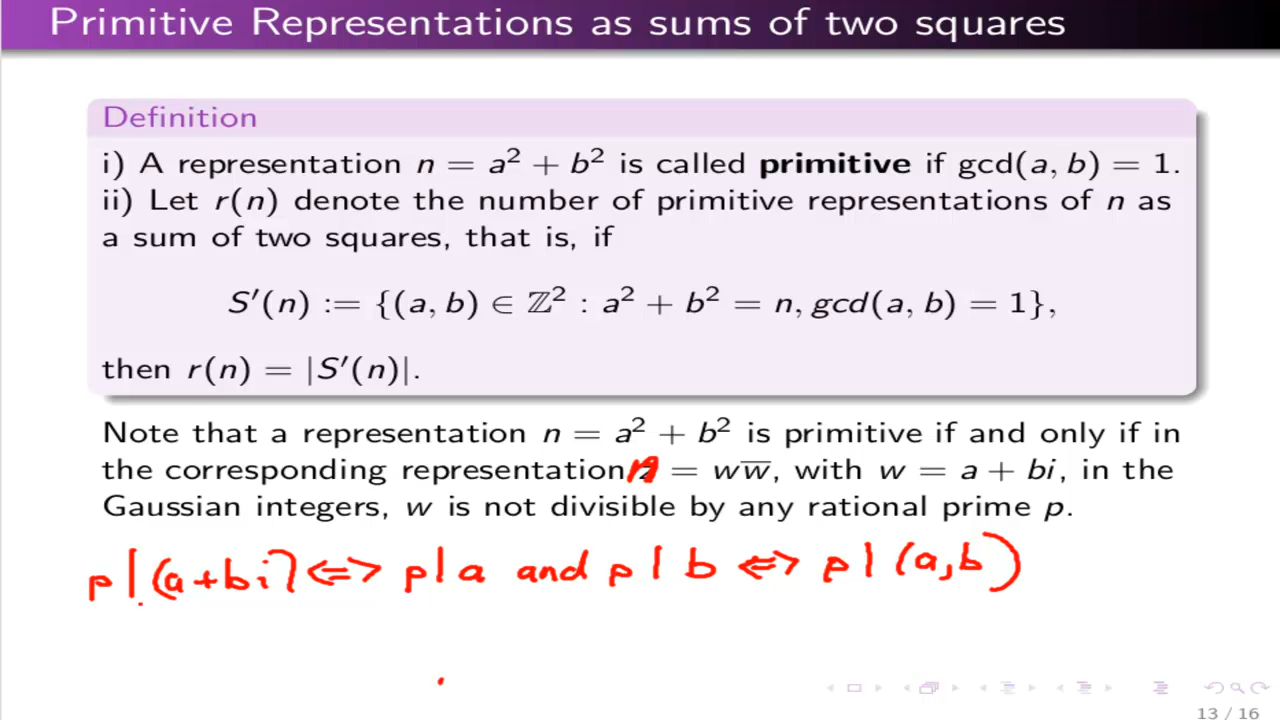 Primitive Representations as sums of two squares
Definition
i) A representation n = a² + b² is called primitive if gcd(a, b) = 1.
ii) Let r(n) denote the number of primitive representations of n as
a sum of two squares, that is, if
S′(n) := {(a, b) ∈ ℤ² : a² + b² = n, gcd(a, b) = 1},
then r(n) = |S′(n)|.
Note that a representation n = a² + b² is primitive if and only if in
the corresponding representation n = ww̅, with w = a + bi, in the
Gaussian integers, w is not divisible by any rational prime p.
p | (a+bi) ⟺ p | a and p | b ⟺ p | (a,b)
13 / 16